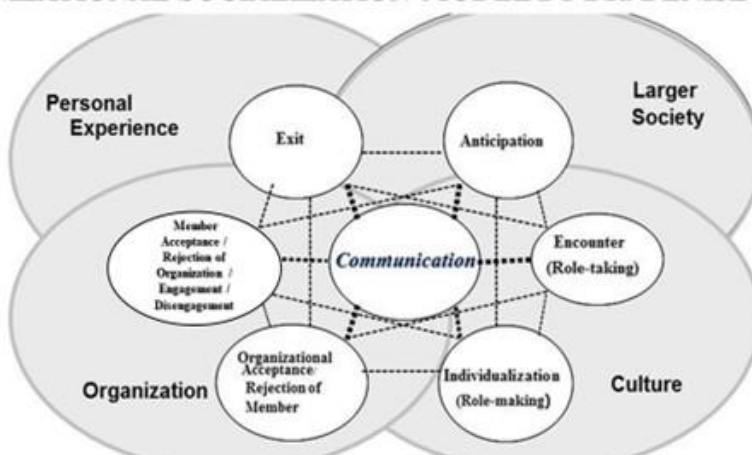 Personal
Experience
Larger
Society
Exit
Anticipation
Member
Acceptance /
Rejection of
Organization /
Engagement /
Disengagement
Communication
Encounter
(Role-taking)
Organization
Organizational
Acceptance/
Rejection of
Member
Individualization
(Role-making)
Culture